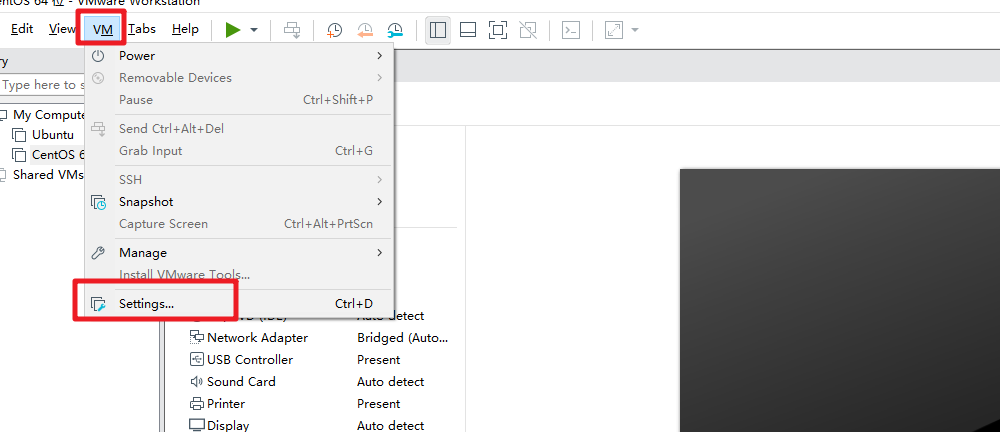 entOS 64 位 - VMware Workstation
Edit View VM Tabs Help
ry
Type here to s
Power
Removable Devices
Pause Ctrl+Shift+P
My Compute
Send Ctrl+Alt+Del
Ubuntu
Grab Input Ctrl+G
CentOS 6
Shared VMs
SSH
Snapshot
Capture Screen Ctrl+Alt+PrtScn
Manage
Install VMware Tools...
Settings... Ctrl+D
Auto detect
Network Adapter Bridged (Auto...
USB Controller Present
Sound Card Auto detect
Printer Present
Display Auto detect